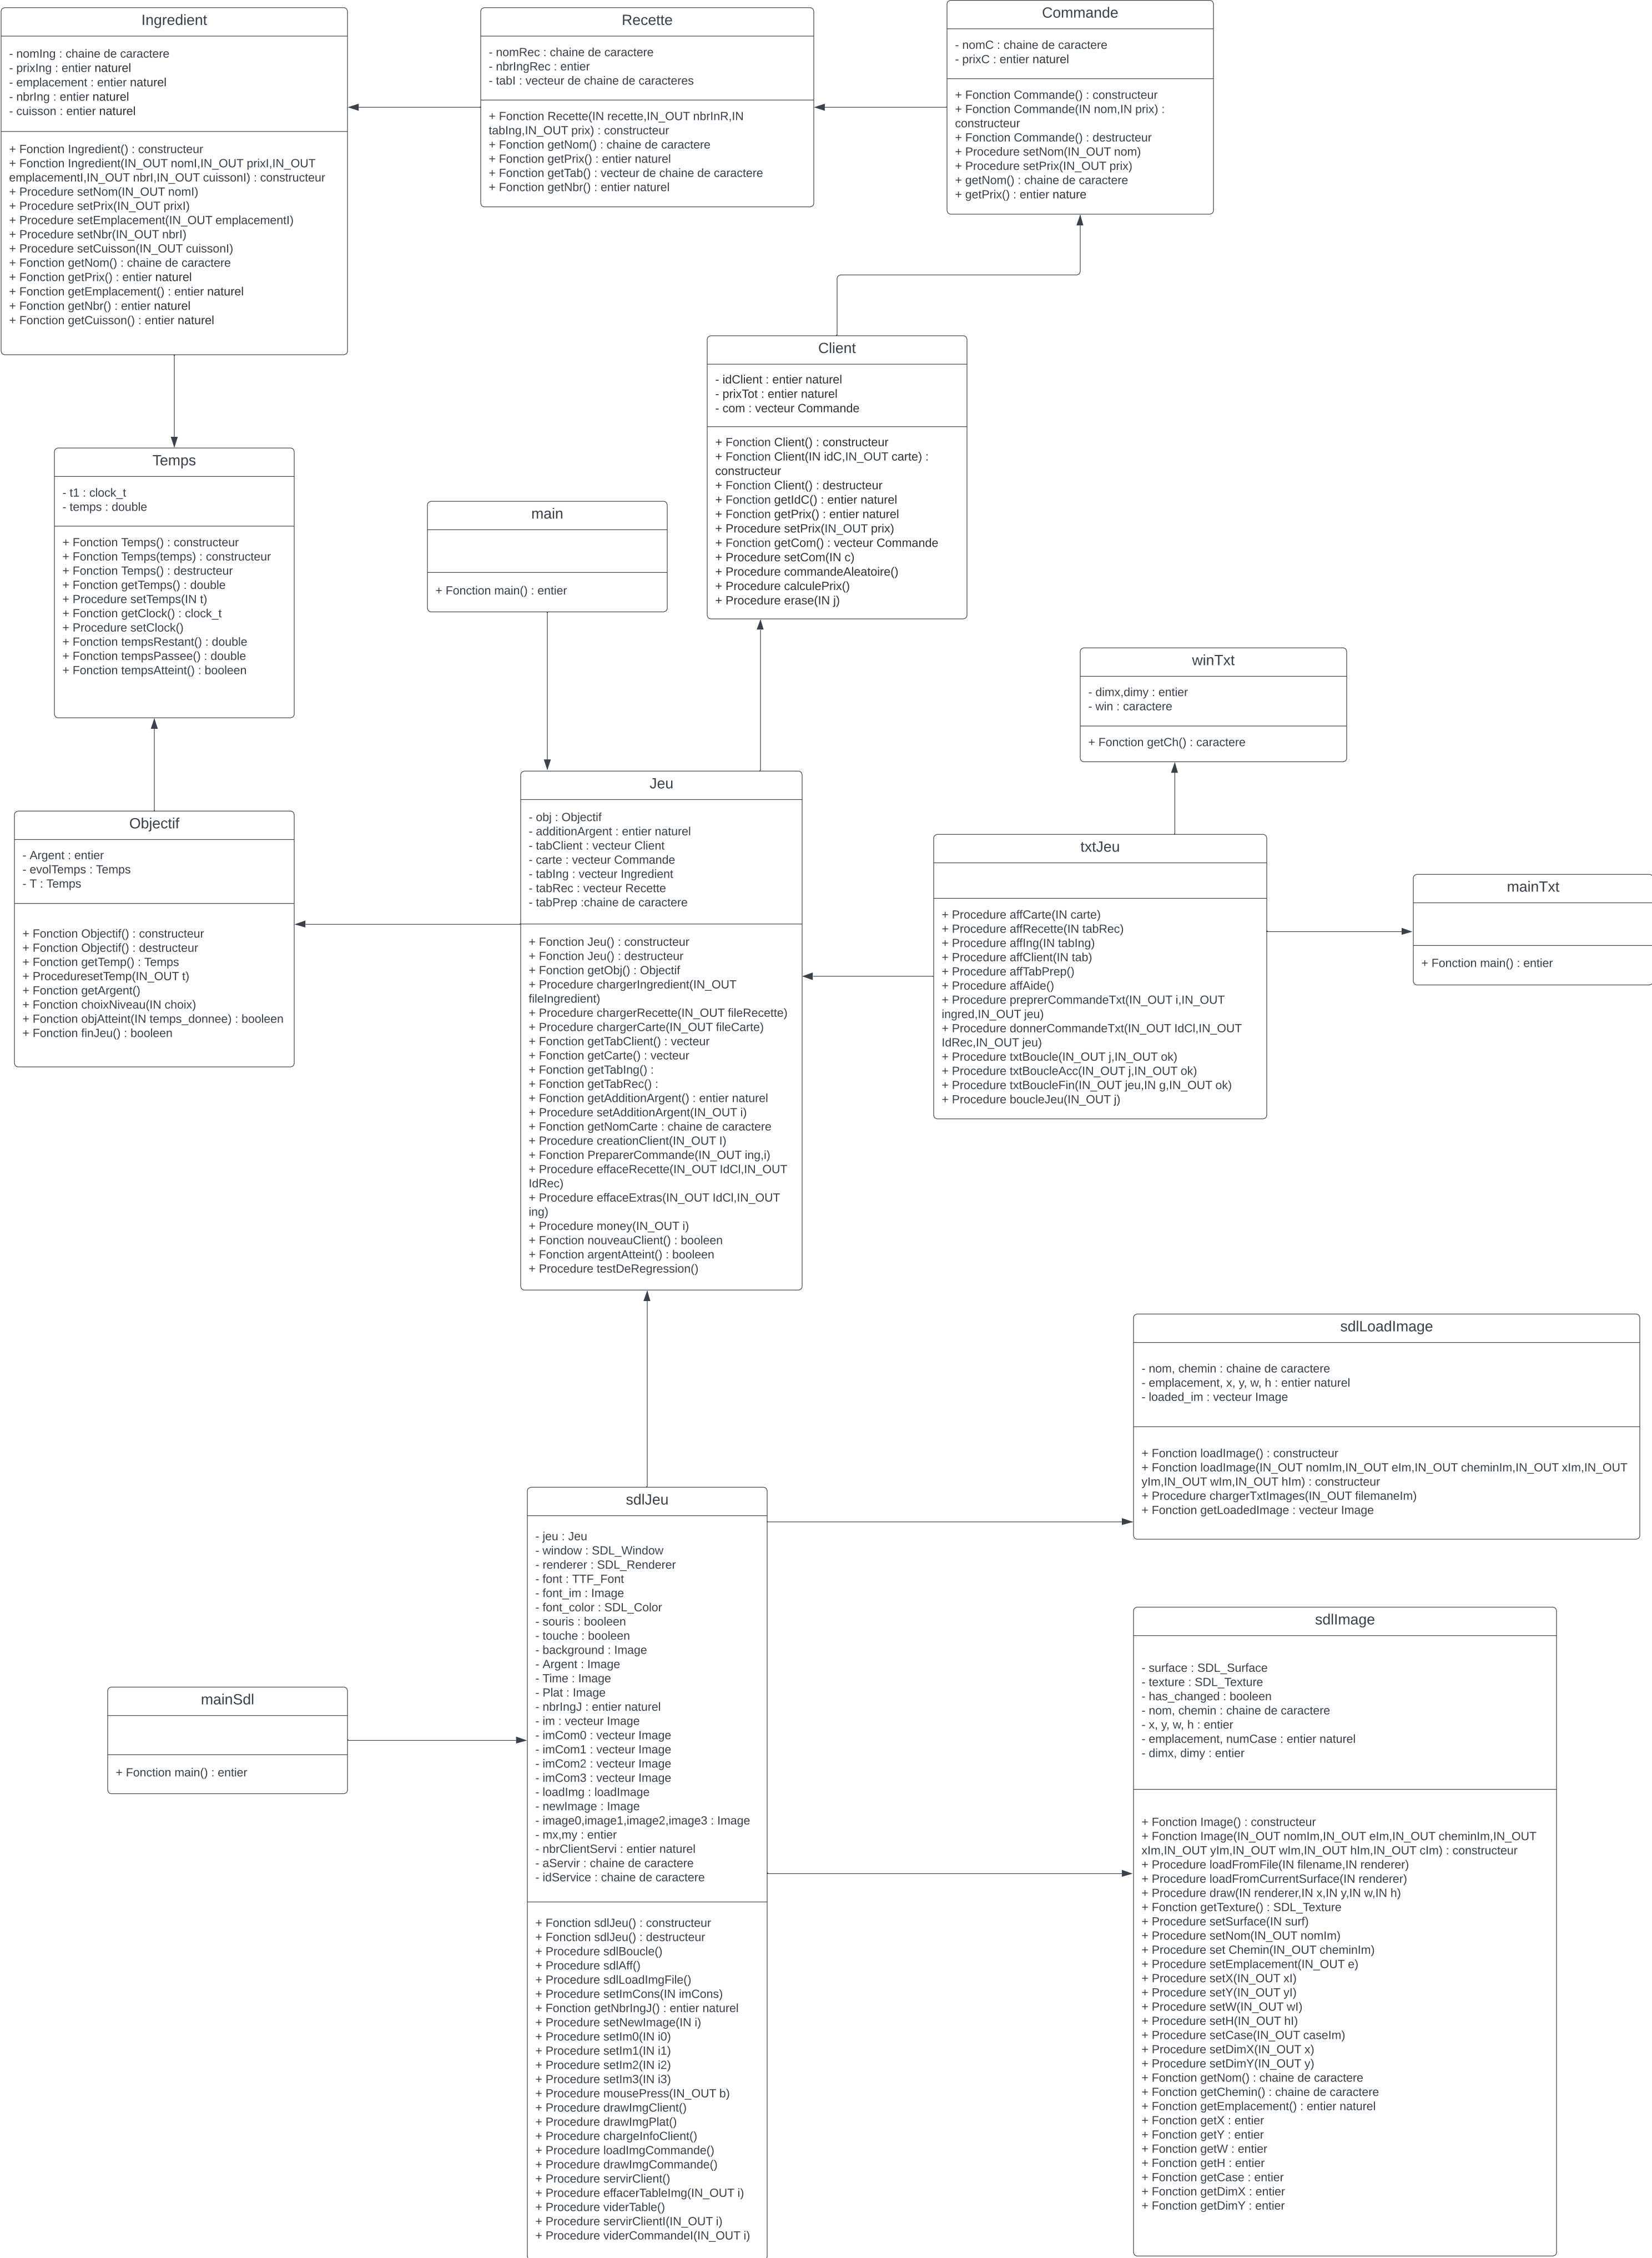 Ingredient
- nomIng : chaine de caractere
- prixIng : entier naturel
- emplacement : entier naturel
- nbrIng : entier naturel
- cuisson : entier naturel
+ Fonction Ingredient() : constructeur
+ Fonction Ingredient(IN_OUT nomI,IN_OUT prixI,IN_OUT
emplacementI,IN_OUT nbrI,IN_OUT cuissonI) : constructeur
+ Procedure setNom(IN_OUT nomI)
+ Procedure setPrix(IN_OUT prixI)
+ Procedure setEmplacement(IN_OUT emplacementI)
+ Procedure setNbr(IN_OUT nbrI)
+ Procedure setCuisson(IN_OUT cuissonI)
+ Fonction getNom() : chaine de caractere
+ Fonction getPrix() : entier naturel
+ Fonction getEmplacement() : entier naturel
+ Fonction getNbr() : entier naturel
+ Fonction getCuisson() : entier naturel
Recette
- nomRec : chaine de caractere
- nbrIngRec : entier
- tabI : vecteur de chaine de caracteres
+ Fonction Recette(IN recette,IN_OUT nbrInR,IN
tabIng,IN_OUT prix) : constructeur
+ Fonction getNom() : chaine de caractere
+ Fonction getPrix() : entier naturel
+ Fonction getTab() : vecteur de chaine de caractere
+ Fonction getNbr() : entier naturel
Commande
- nomC : chaine de caractere
- prixC : entier naturel
+ Fonction Commande() : constructeur
+ Fonction Commande(IN nom,IN prix) :
constructeur
+ Fonction Commande() : destructeur
+ Procedure setNom(IN_OUT nom)
+ Procedure setPrix(IN_OUT prix)
+ getNom() : chaine de caractere
+ getPrix() : entier nature
Client
- idClient : entier naturel
- prixTot : entier naturel
- com : vecteur Commande
+ Fonction Client() : constructeur
+ Fonction Client(IN idC,IN_OUT carte) :
constructeur
+ Fonction Client() : destructeur
+ Fonction getIdC() : entier naturel
+ Fonction getPrix() : entier naturel
+ Procedure setPrix(IN_OUT prix)
+ Fonction getCom() : vecteur Commande
+ Procedure setCom(IN c)
+ Procedure commandeAleatoire()
+ Procedure calculePrix()
+ Procedure erase(IN j)
Temps
- t1 : clock_t
- temps : double
+ Fonction Temps() : constructeur
+ Fonction Temps(temps) : constructeur
+ Fonction Temps() : destructeur
+ Fonction getTemps() : double
+ Procedure setTemps(IN t)
+ Fonction getClock() : clock_t
+ Procedure setClock()
+ Fonction tempsRestant() : double
+ Fonction tempsPassee() : double
+ Fonction tempsAtteint() : booleen
main
+ Fonction main() : entier
winTxt
- dimx,dimy : entier
- win : caractere
+ Fonction getCh() : caractere
Objectif
- Argent : entier
- evolTemps : Temps
- T : Temps
+ Fonction Objectif() : constructeur
+ Fonction Objectif() : destructeur
+ Fonction getTemp() : Temps
+ ProceduresetTemp(IN_OUT t)
+ Fonction getArgent()
+ Fonction choixNiveau(IN choix)
+ Fonction objAtteint(IN temps_donnee) : booleen
+ Fonction finJeu() : booleen
Jeu
- obj : Objectif
- additionArgent : entier naturel
- tabClient : vecteur Client
- carte : vecteur Commande
- tabIng : vecteur Ingredient
- tabRec : vecteur Recette
- tabPrep :chaine de caractere
+ Fonction Jeu() : constructeur
+ Fonction Jeu() : destructeur
+ Fonction getObj() : Objectif
+ Procedure chargerIngredient(IN_OUT
fileIngredient)
+ Procedure chargerRecette(IN_OUT fileRecette)
+ Procedure chargerCarte(IN_OUT fileCarte)
+ Fonction getTabClient() : vecteur
+ Fonction getCarte() : vecteur
+ Fonction getTabIng() :
+ Fonction getTabRec() :
+ Fonction getAdditionArgent() : entier naturel
+ Procedure setAdditionArgent(IN_OUT i)
+ Fonction getNomCarte : chaine de caractere
+ Procedure creationClient(IN_OUT I)
+ Fonction PreparerCommande(IN_OUT ing,i)
+ Procedure effaceRecette(IN_OUT IdCl,IN_OUT
IdRec)
+ Procedure effaceExtras(IN_OUT IdCl,IN_OUT
ing)
+ Procedure money(IN_OUT i)
+ Fonction nouveauClient() : booleen
+ Fonction argentAtteint() : booleen
+ Procedure testDeRegression()
txtJeu
+ Procedure affCarte(IN carte)
+ Procedure affRecette(IN tabRec)
+ Procedure affIng(IN tabIng)
+ Procedure affClient(IN tab)
+ Procedure affTabPrep()
+ Procedure affAide()
+ Procedure preprerCommandeTxt(IN_OUT i,IN_OUT
ingred,IN_OUT jeu)
+ Procedure donnerCommandeTxt(IN_OUT IdCl,IN_OUT
IdRec,IN_OUT jeu)
+ Procedure txtBoucle(IN_OUT j,IN_OUT ok)
+ Procedure txtBoucleAcc(IN_OUT j,IN_OUT ok)
+ Procedure txtBoucleFin(IN_OUT jeu,IN g,IN_OUT ok)
+ Procedure boucleJeu(IN_OUT j)
mainTxt
+ Fonction main() : entier
sdlLoadImage
- nom, chemin : chaine de caractere
- emplacement, x, y, w, h : entier naturel
- loaded_im : vecteur Image
+ Fonction loadImage() : constructeur
+ Fonction loadImage(IN_OUT nomIm,IN_OUT eIm,IN_OUT cheminIm,IN_OUT xIm,IN_OUT
yIm,IN_OUT wIm,IN_OUT hIm) : constructeur
+ Procedure chargerTxtImages(IN_OUT filemaneIm)
+ Fonction getLoadedImage : vecteur Image
sdlJeu
- jeu : Jeu
- window : SDL_Window
- renderer : SDL_Renderer
- font : TTF_Font
- font_im : Image
- font_color : SDL_Color
- souris : booleen
- touche : booleen
- background : Image
- Argent : Image
- Time : Image
- Plat : Image
- nbrIngJ : entier naturel
- im : vecteur Image
- imCom0 : vecteur Image
- imCom1 : vecteur Image
- imCom2 : vecteur Image
- imCom3 : vecteur Image
- loadImg : loadImage
- newImage : Image
- image0,image1,image2,image3 : Image
- mx,my : entier
- nbrClientServi : entier naturel
- aServir : chaine de caractere
- idService : chaine de caractere
+ Fonction sdlJeu() : constructeur
+ Fonction sdlJeu() : destructeur
+ Procedure sdlBoucle()
+ Procedure sdlAff()
+ Procedure sdlLoadImgFile()
+ Procedure setImCons(IN imCons)
+ Fonction getNbrIngJ() : entier naturel
+ Procedure setNewImage(IN i)
+ Procedure setIm0(IN i0)
+ Procedure setIm1(IN i1)
+ Procedure setIm2(IN i2)
+ Procedure setIm3(IN i3)
+ Procedure mousePress(IN_OUT b)
+ Procedure drawImgClient()
+ Procedure drawImgPlat()
+ Procedure chargeInfoClient()
+ Procedure loadImgCommande()
+ Procedure drawImgCommande()
+ Procedure servirClient()
+ Procedure effacerTableImg(IN_OUT i)
+ Procedure viderTable()
+ Procedure servirClientI(IN_OUT i)
+ Procedure viderCommandeI(IN_OUT i)
mainSdl
+ Fonction main() : entier
sdlImage
- surface : SDL_Surface
- texture : SDL_Texture
- has_changed : booleen
- nom, chemin : chaine de caractere
- x, y, w, h : entier
- emplacement, numCase : entier naturel
- dimx, dimy : entier
+ Fonction Image() : constructeur
+ Fonction Image(IN_OUT nomIm,IN_OUT eIm,IN_OUT cheminIm,IN_OUT
xIm,IN_OUT yIm,IN_OUT wIm,IN_OUT hIm,IN_OUT cIm) : constructeur
+ Procedure loadFromFile(IN filename,IN renderer)
+ Procedure loadFromCurrentSurface(IN renderer)
+ Procedure draw(IN renderer,IN x,IN y,IN w,IN h)
+ Fonction getTexture() : SDL_Texture
+ Procedure setSurface(IN surf)
+ Procedure setNom(IN_OUT nomIm)
+ Procedure set Chemin(IN_OUT cheminIm)
+ Procedure setEmplacement(IN_OUT e)
+ Procedure setX(IN_OUT xI)
+ Procedure setY(IN_OUT yI)
+ Procedure setW(IN_OUT wI)
+ Procedure setH(IN_OUT hI)
+ Procedure setCase(IN_OUT caseIm)
+ Procedure setDimX(IN_OUT x)
+ Procedure setDimY(IN_OUT y)
+ Fonction getNom() : chaine de caractere
+ Fonction getChemin() : chaine de caractere
+ Fonction getEmplacement() : entier naturel
+ Fonction getX : entier
+ Fonction getY : entier
+ Fonction getW : entier
+ Fonction getH : entier
+ Fonction getCase : entier
+ Fonction getDimX : entier
+ Fonction getDimY : entier